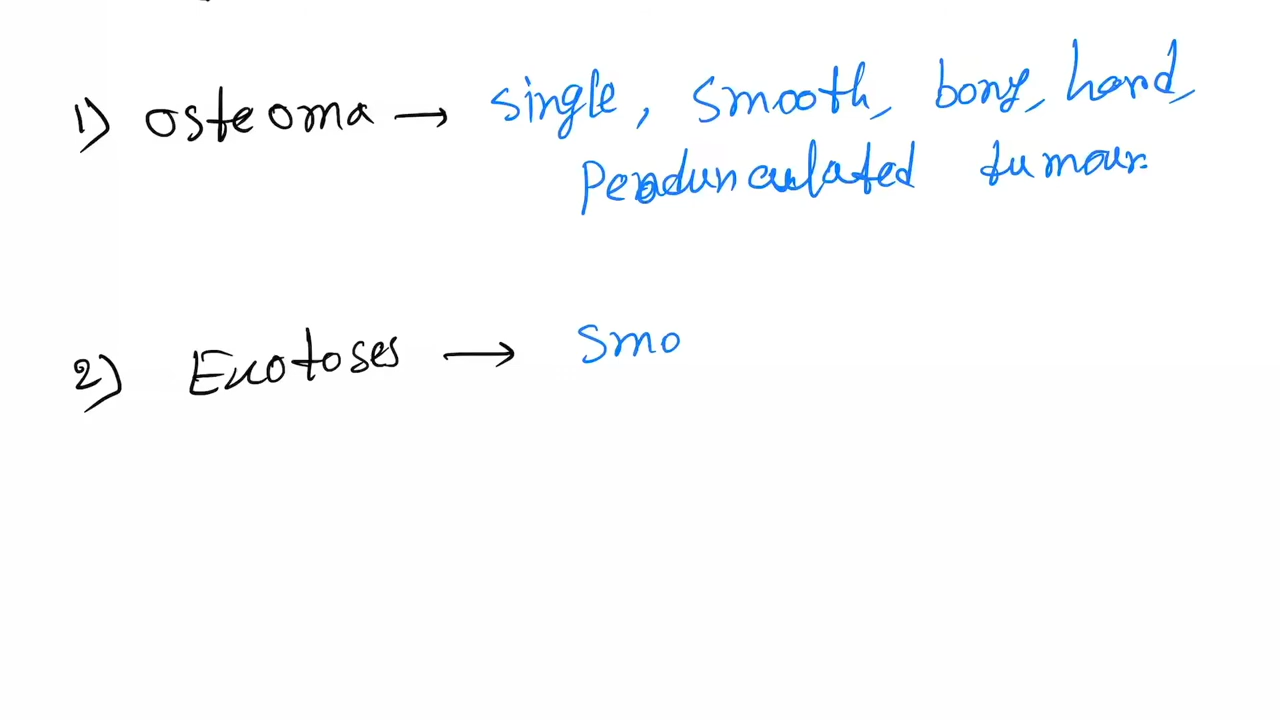 1) osteoma → single, smooth, bony, hard,
Pedunculated tumour.
2) Exotoses → Smo